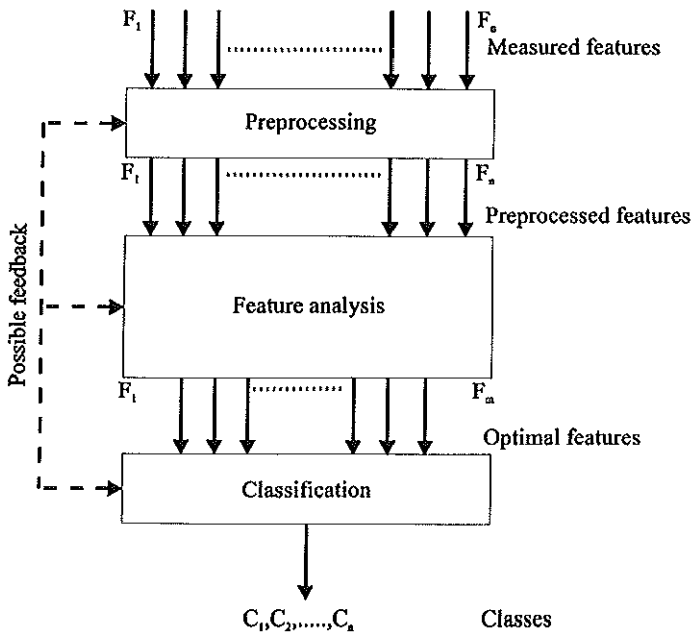 F₁ Fₙ
Measured features
Preprocessing
F₁ Fₙ
Preprocessed features
Possible feedback
Feature analysis
F₁ Fₘ
Optimal features
Classification
C₁,C₂,.....,Cₙ Classes